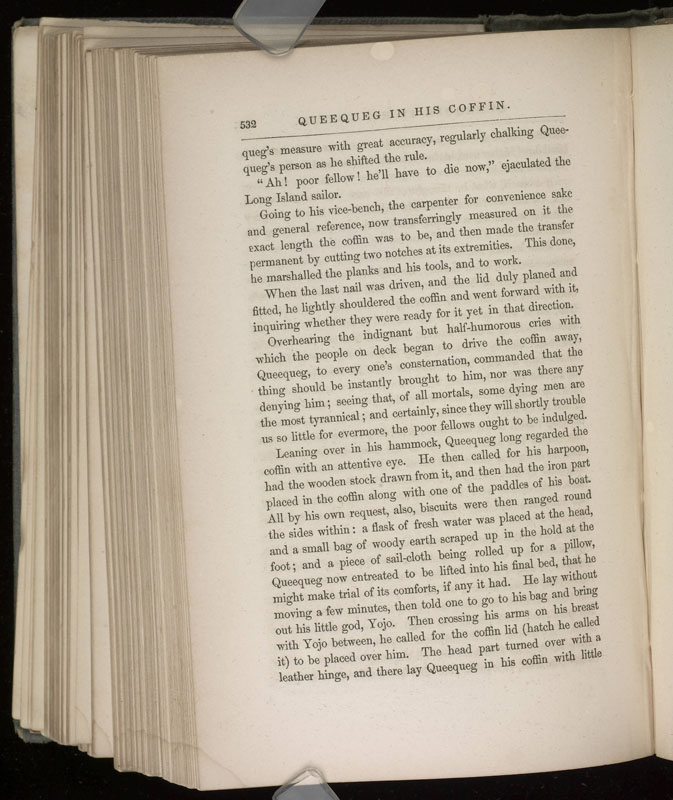 532
QUEEQUEG IN HIS COFFIN.
queg's measure with great accuracy, regularly chalking Quee-
queg's person as he shifted the rule.
"Ah! poor fellow! he'll have to die now," ejaculated the
Long Island sailor.
Going to his vice-bench, the carpenter for convenience sake
and general reference, now transferringly measured on it the
exact length the coffin was to be, and then made the transfer
permanent by cutting two notches at its extremities. This done,
he marshalled the planks and his tools, and to work.
When the last nail was driven, and the lid duly planed and
fitted, he lightly shouldered the coffin and went forward with it,
inquiring whether they were ready for it yet in that direction.
Overhearing the indignant but half-humorous cries with
which the people on deck began to drive the coffin away,
Queequeg, to every one's consternation, commanded that the
thing should be instantly brought to him, nor was there any
denying him; seeing that, of all mortals, some dying men are
the most tyrannical; and certainly, since they will shortly trouble
us so little for evermore, the poor fellows ought to be indulged.
Leaning over in his hammock, Queequeg long regarded the
coffin with an attentive eye. He then called for his harpoon,
had the wooden stock drawn from it, and then had the iron part
placed in the coffin along with one of the paddles of his boat.
All by his own request, also, biscuits were then ranged round
the sides within: a flask of fresh water was placed at the head,
and a small bag of woody earth scraped up in the hold at the
foot; and a piece of sail-cloth being rolled up for a pillow,
Queequeg now entreated to be lifted into his final bed, that he
might make trial of its comforts, if any it had. He lay without
moving a few minutes, then told one to go to his bag and bring
out his little god, Yojo. Then crossing his arms on his breast
with Yojo between, he called for the coffin lid (hatch he called
it) to be placed over him. The head part turned over with a
leather hinge, and there lay Queequeg in his coffin with little